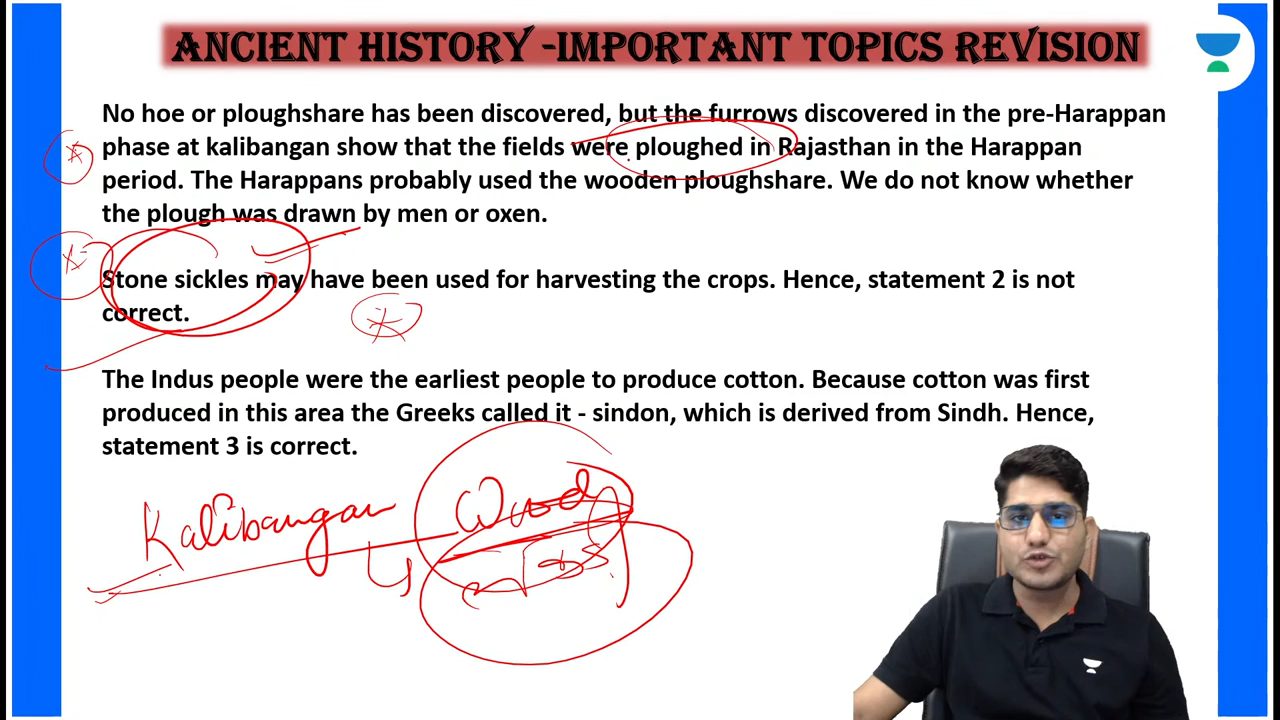 ANCIENT HISTORY -IMPORTANT TOPICS REVISION
No hoe or ploughshare has been discovered, but the furrows discovered in the pre-Harappan
phase at kalibangan show that the fields were ploughed in Rajasthan in the Harappan
period. The Harappans probably used the wooden ploughshare. We do not know whether
the plough was drawn by men or oxen.
Stone sickles may have been used for harvesting the crops. Hence, statement 2 is not
correct.
The Indus people were the earliest people to produce cotton. Because cotton was first
produced in this area the Greeks called it - sindon, which is derived from Sindh. Hence,
statement 3 is correct.
Kalibangan Wood